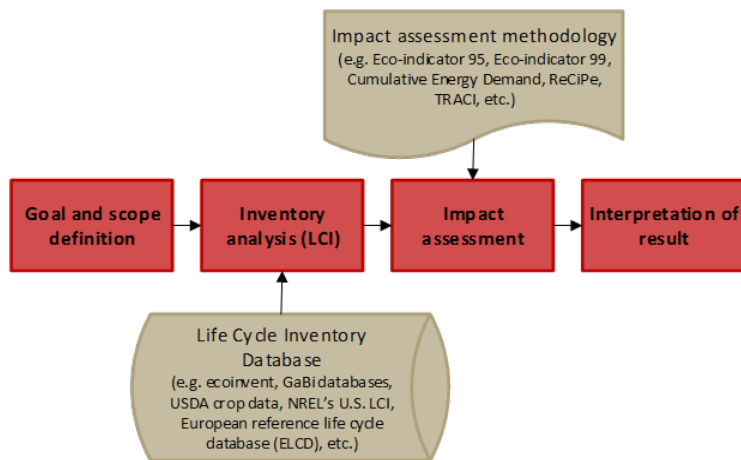 Impact assessment methodology
(e.g. Eco-indicator 95, Eco-indicator 99,
Cumulative Energy Demand, ReCiPe,
TRACI, etc.)
Goal and scope
definition
Inventory
analysis (LCI)
Impact
assessment
Interpretation of
result
Life Cycle Inventory
Database
(e.g. ecoinvent, GaBi databases,
USDA crop data, NREL's U.S. LCI,
European reference life cycle
database (ELCD), etc.)